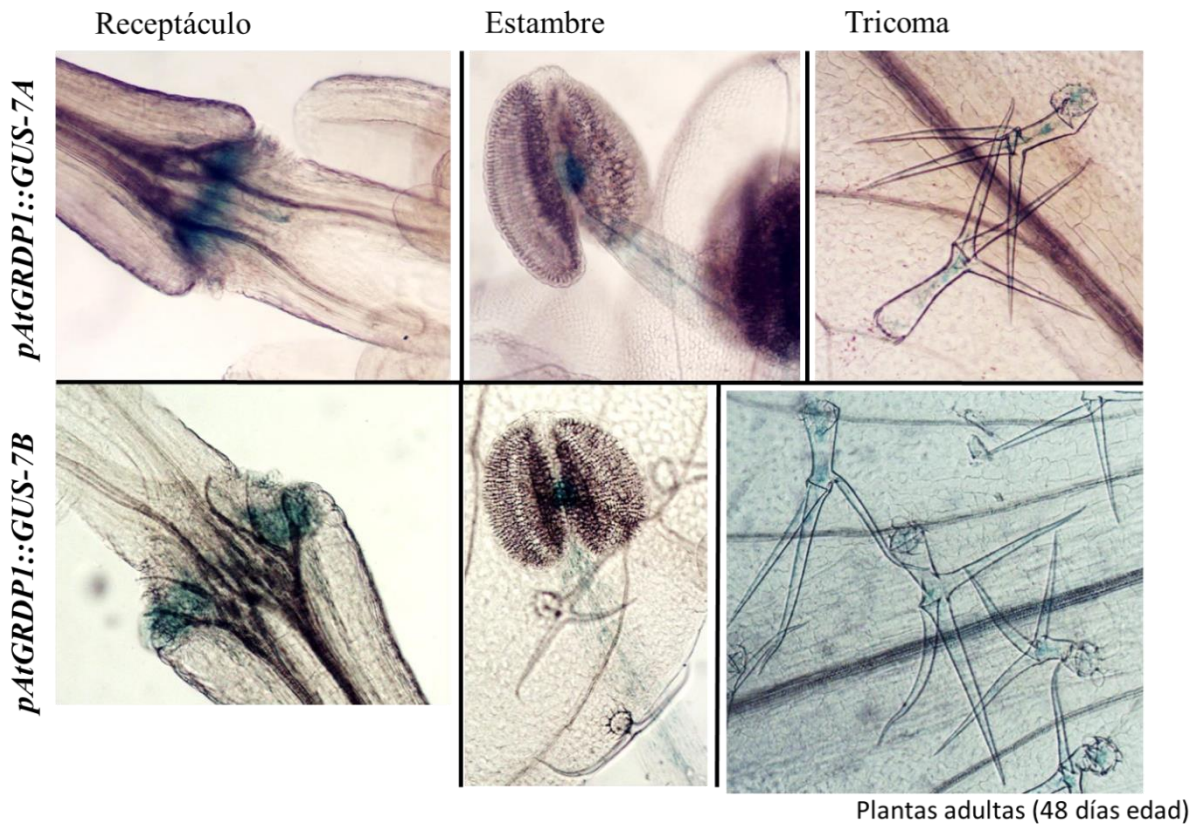 Receptáculo Estambre Tricoma
pAtGRDP1::GUS-7A
pAtGRDP1::GUS-7B
Plantas adultas (48 días edad)